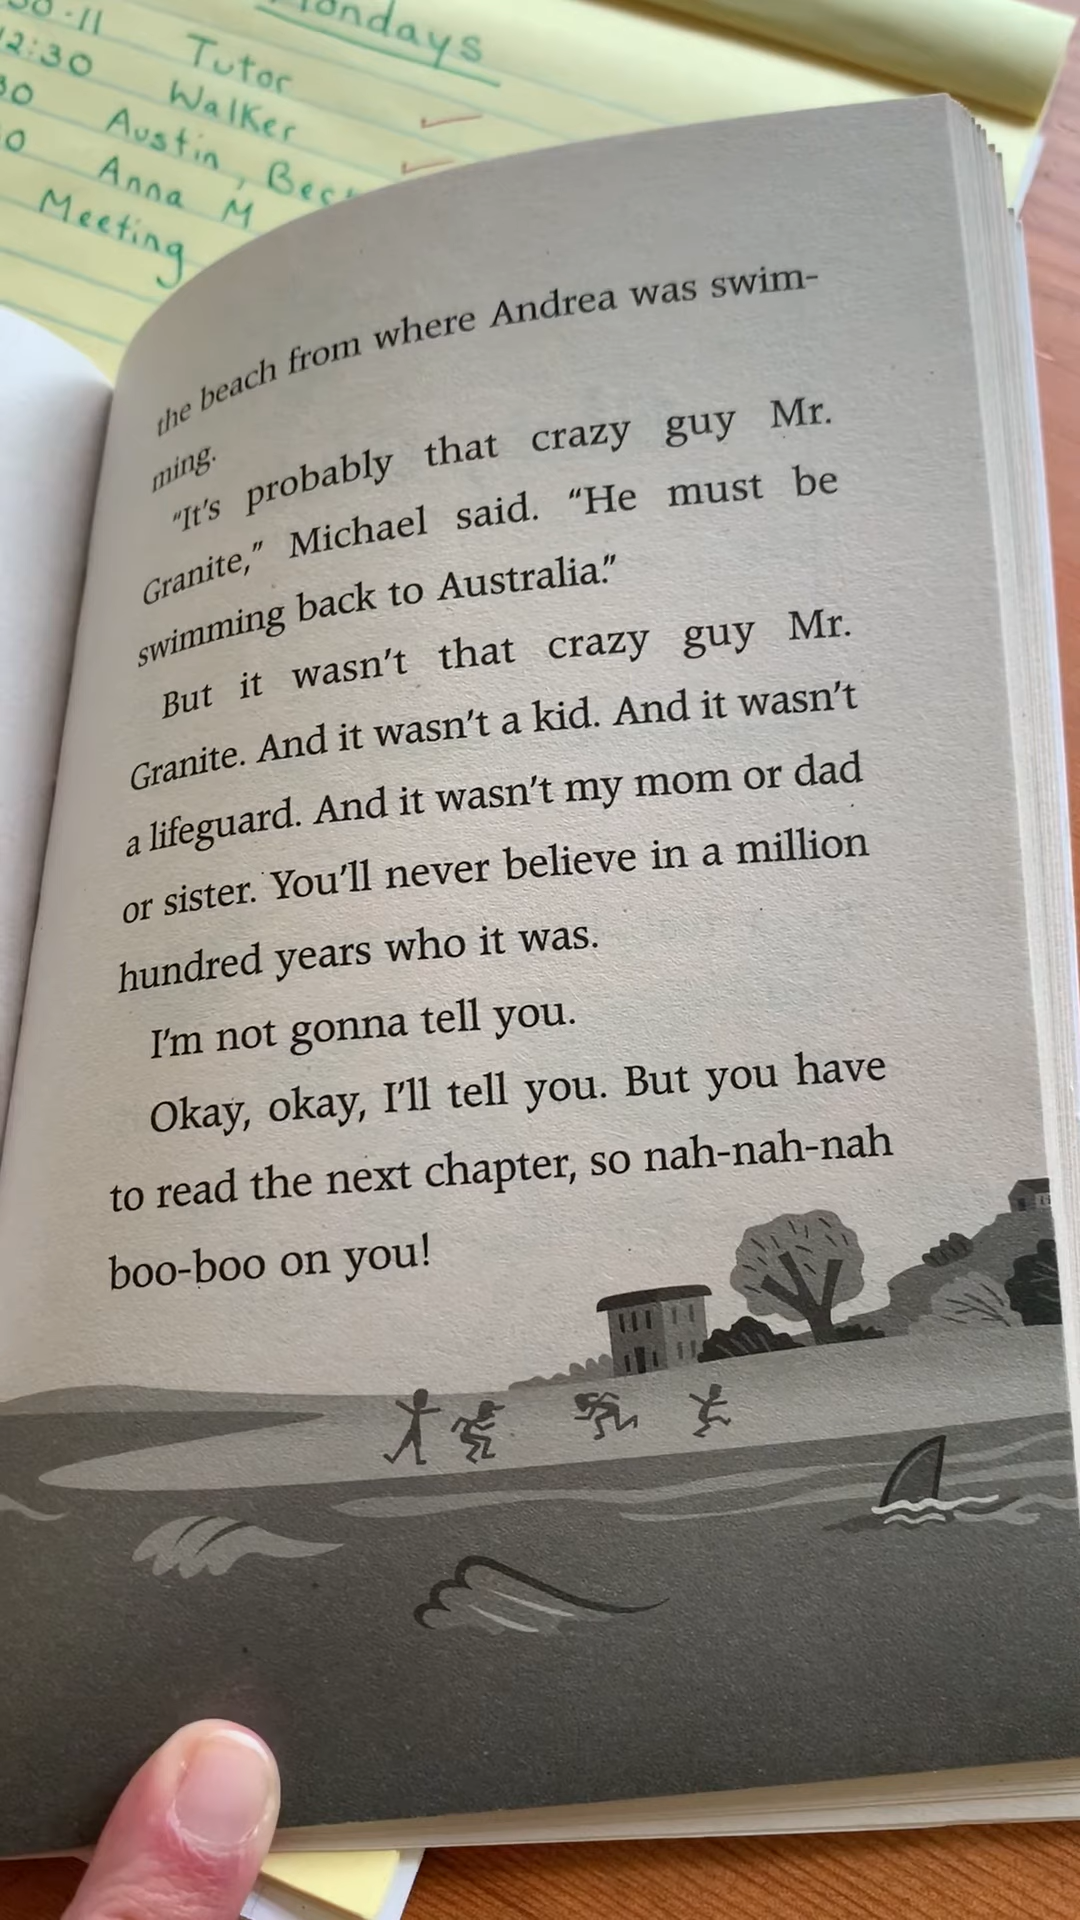 Mondays
-11 Tutor
12:30 Walker
30 Austin,
0 Anna M
Meeting
the beach from where Andrea was swim-
ming.
“It’s probably that crazy guy Mr.
Granite,” Michael said. “He must be
swimming back to Australia.”
But it wasn’t that crazy guy Mr.
Granite. And it wasn’t a kid. And it wasn’t
a lifeguard. And it wasn’t my mom or dad
or sister. You’ll never believe in a million
hundred years who it was.
I’m not gonna tell you.
Okay, okay, I’ll tell you. But you have
to read the next chapter, so nah-nah-nah
boo-boo on you!